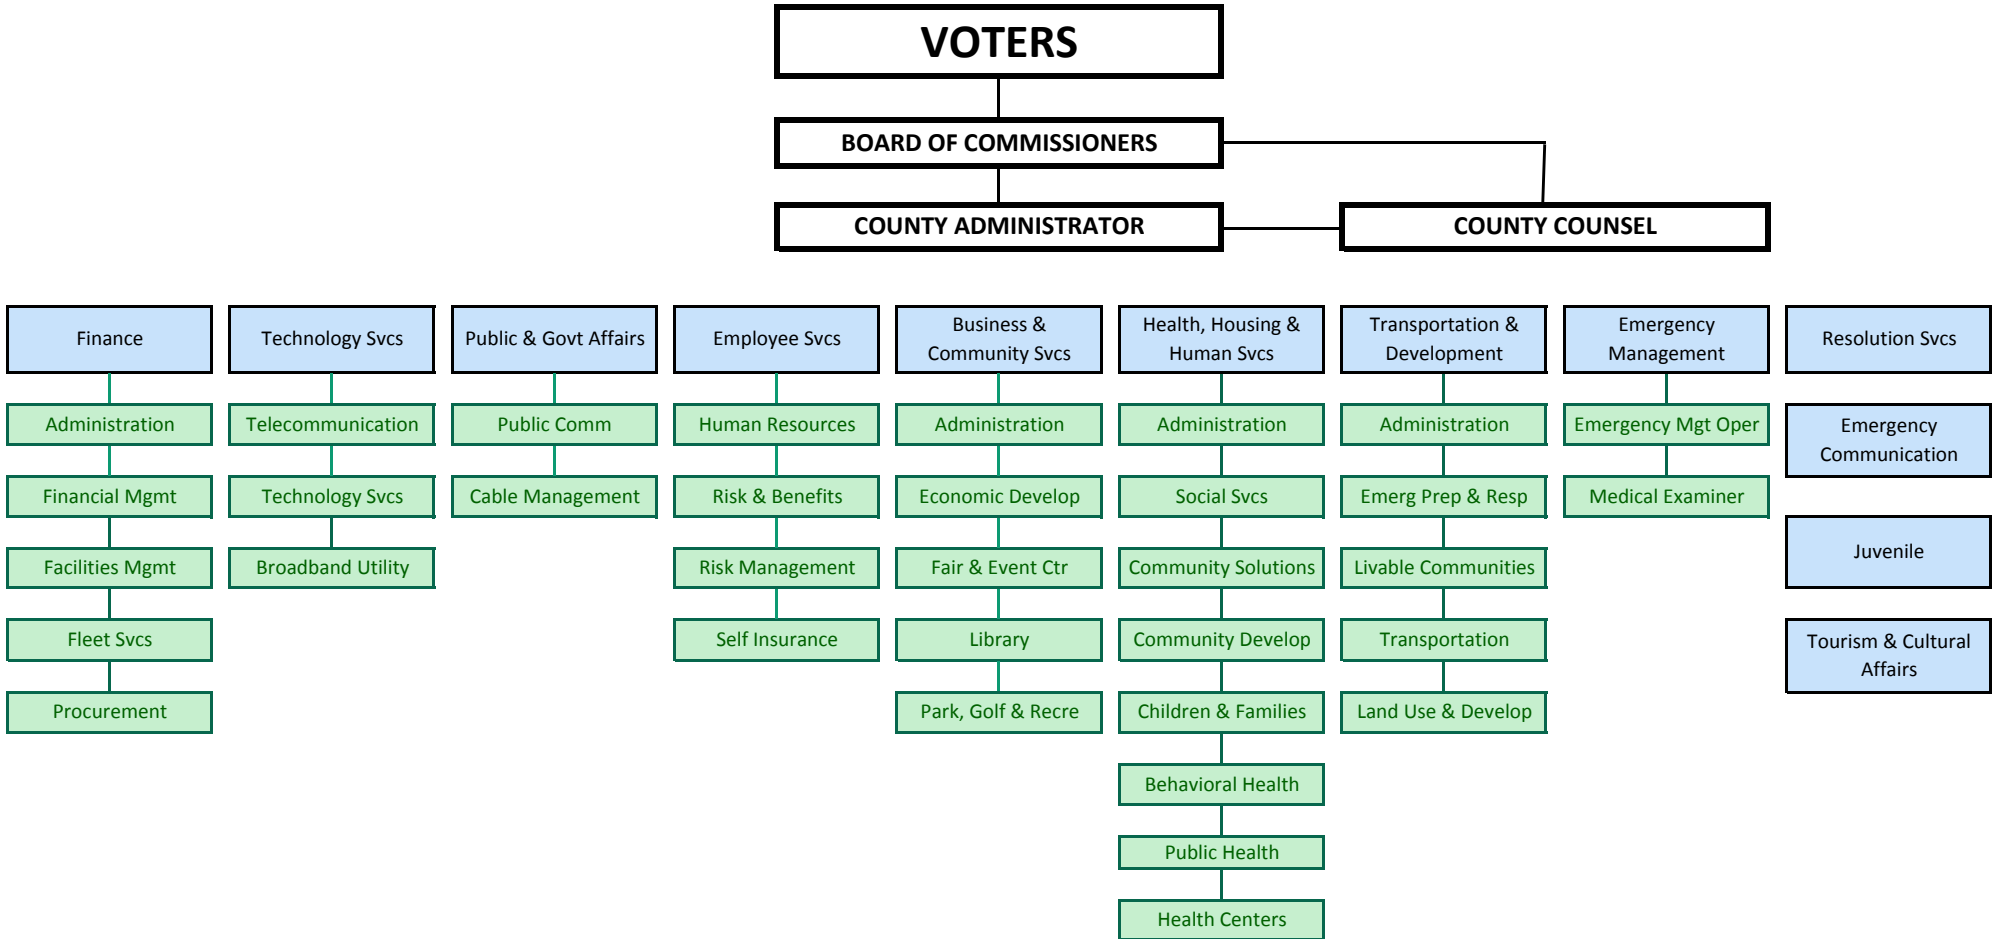 VOTERS
BOARD OF COMMISSIONERS
COUNTY ADMINISTRATOR
COUNTY COUNSEL
Finance
Administration
Financial Mgmt
Facilities Mgmt
Fleet Svcs
Procurement
Technology Svcs
Telecommunication
Technology Svcs
Broadband Utility
Public & Govt Affairs
Public Comm
Cable Management
Employee Svcs
Human Resources
Risk & Benefits
Risk Management
Self Insurance
Business &
Community Svcs
Administration
Economic Develop
Fair & Event Ctr
Library
Park, Golf & Recre
Health, Housing &
Human Svcs
Administration
Social Svcs
Community Solutions
Community Develop
Children & Families
Behavioral Health
Public Health
Health Centers
Transportation &
Development
Administration
Emerg Prep & Resp
Livable Communities
Transportation
Land Use & Develop
Emergency
Management
Emergency Mgt Oper
Medical Examiner
Resolution Svcs
Emergency
Communication
Juvenile
Tourism & Cultural
Affairs